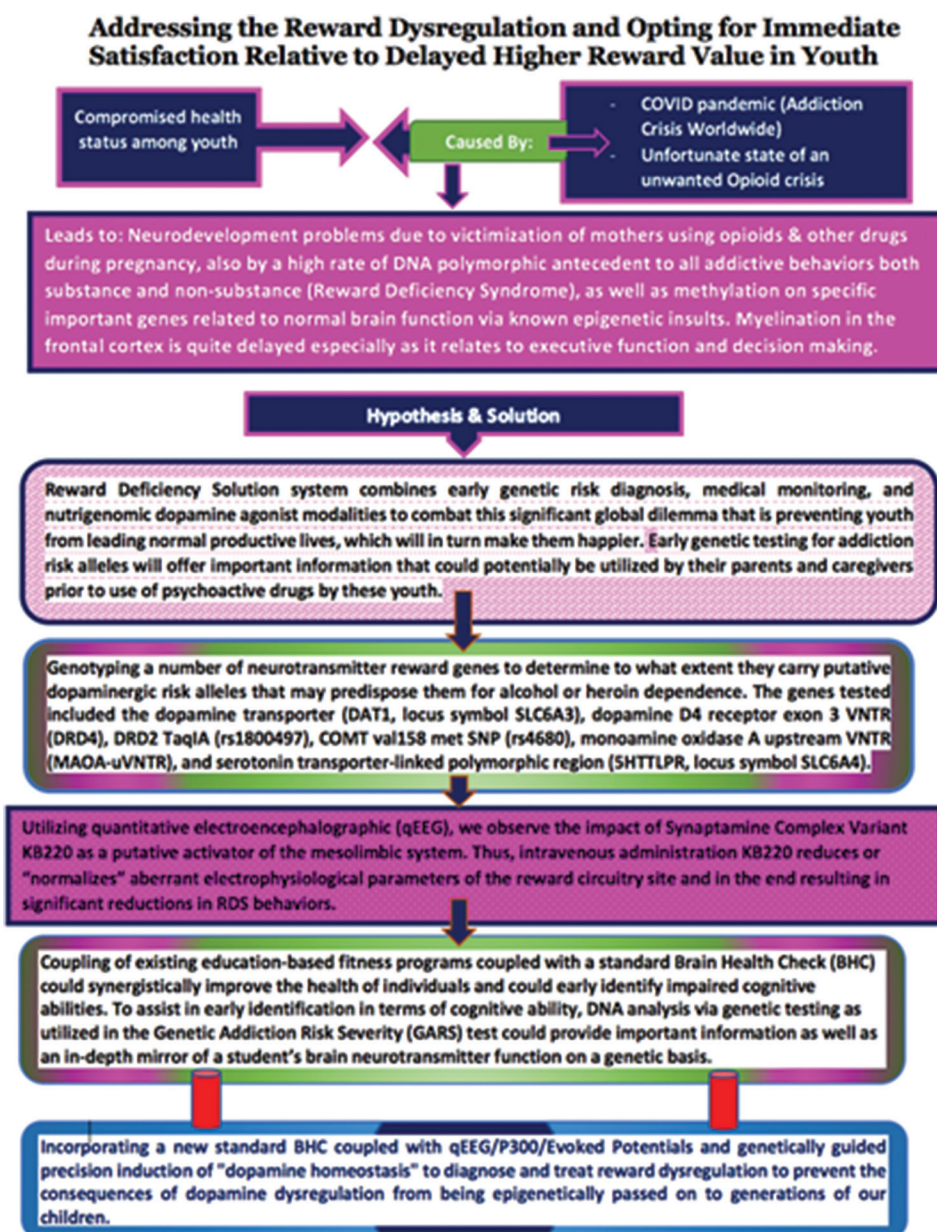 Addressing the Reward Dysregulation and Opting for Immediate
Satisfaction Relative to Delayed Higher Reward Value in Youth
Compromised health
status among youth
Caused By:
- COVID pandemic (Addiction
Crisis Worldwide)
- Unfortunate state of an
unwanted Opioid crisis
Leads to: Neurodevelopment problems due to victimization of mothers using opioids & other drugs
during pregnancy, also by a high rate of DNA polymorphic antecedent to all addictive behaviors both
substance and non-substance (Reward Deficiency Syndrome), as well as methylation on specific
important genes related to normal brain function via known epigenetic insults. Myelination in the
frontal cortex is quite delayed especially as it relates to executive function and decision making.
Hypothesis & Solution
Reward Deficiency Solution system combines early genetic risk diagnosis, medical monitoring, and
nutrigenomic dopamine agonist modalities to combat this significant global dilemma that is preventing youth
from leading normal productive lives, which will in turn make them happier. Early genetic testing for addiction
risk alleles will offer important information that could potentially be utilized by their parents and caregivers
prior to use of psychoactive drugs by these youth.
Genotyping a number of neurotransmitter reward genes to determine to what extent they carry putative
dopaminergic risk alleles that may predispose them for alcohol or heroin dependence. The genes tested
included the dopamine transporter (DAT1, locus symbol SLC6A3), dopamine D4 receptor exon 3 VNTR
(DRD4), DRD2 TaqIA (rs1800497), COMT val158 met SNP (rs4680), monoamine oxidase A upstream VNTR
(MAOA-uVNTR), and serotonin transporter-linked polymorphic region (5HTTLPR, locus symbol SLC6A4).
Utilizing quantitative electroencephalographic (qEEG), we observe the impact of Synaptamine Complex Variant
KB220 as a putative activator of the mesolimbic system. Thus, intravenous administration KB220 reduces or
"normalizes" aberrant electrophysiological parameters of the reward circuitry site and in the end resulting in
significant reductions in RDS behaviors.
Coupling of existing education-based fitness programs coupled with a standard Brain Health Check (BHC)
could synergistically improve the health of individuals and could early identify impaired cognitive
abilities. To assist in early identification in terms of cognitive ability, DNA analysis via genetic testing as
utilized in the Genetic Addiction Risk Severity (GARS) test could provide important information as well as
an in-depth mirror of a student's brain neurotransmitter function on a genetic basis.
Incorporating a new standard BHC coupled with qEEG/P300/Evoked Potentials and genetically guided
precision induction of "dopamine homeostasis" to diagnose and treat reward dysregulation to prevent the
consequences of dopamine dysregulation from being epigenetically passed on to generations of our
children.